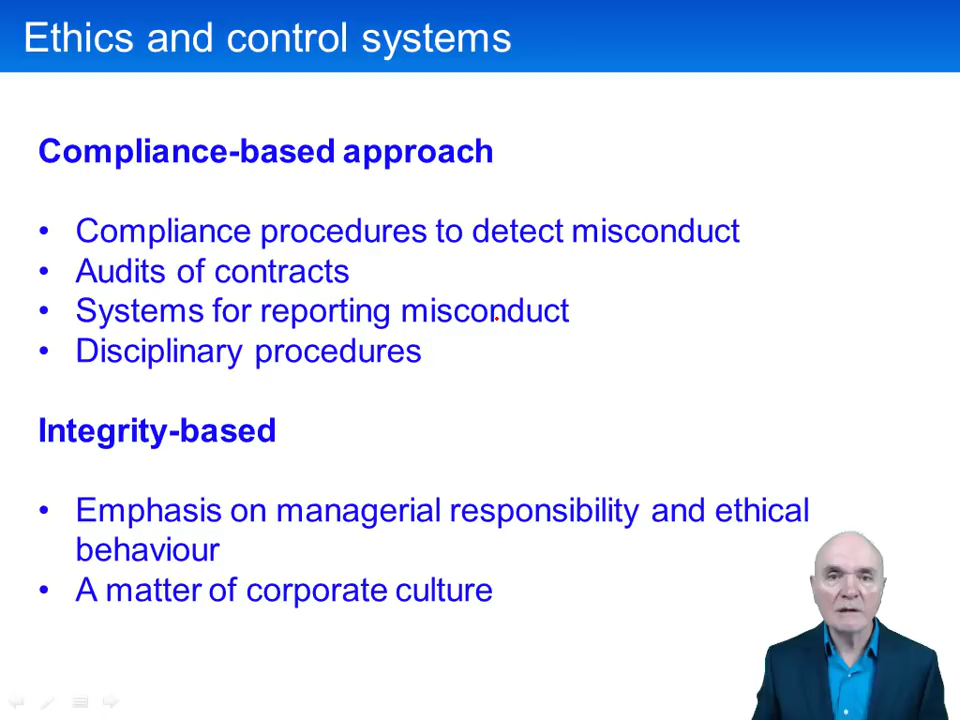 Ethics and control systems
Compliance-based approach
• Compliance procedures to detect misconduct
• Audits of contracts
• Systems for reporting misconduct
• Disciplinary procedures
Integrity-based
• Emphasis on managerial responsibility and ethical
behaviour
• A matter of corporate culture